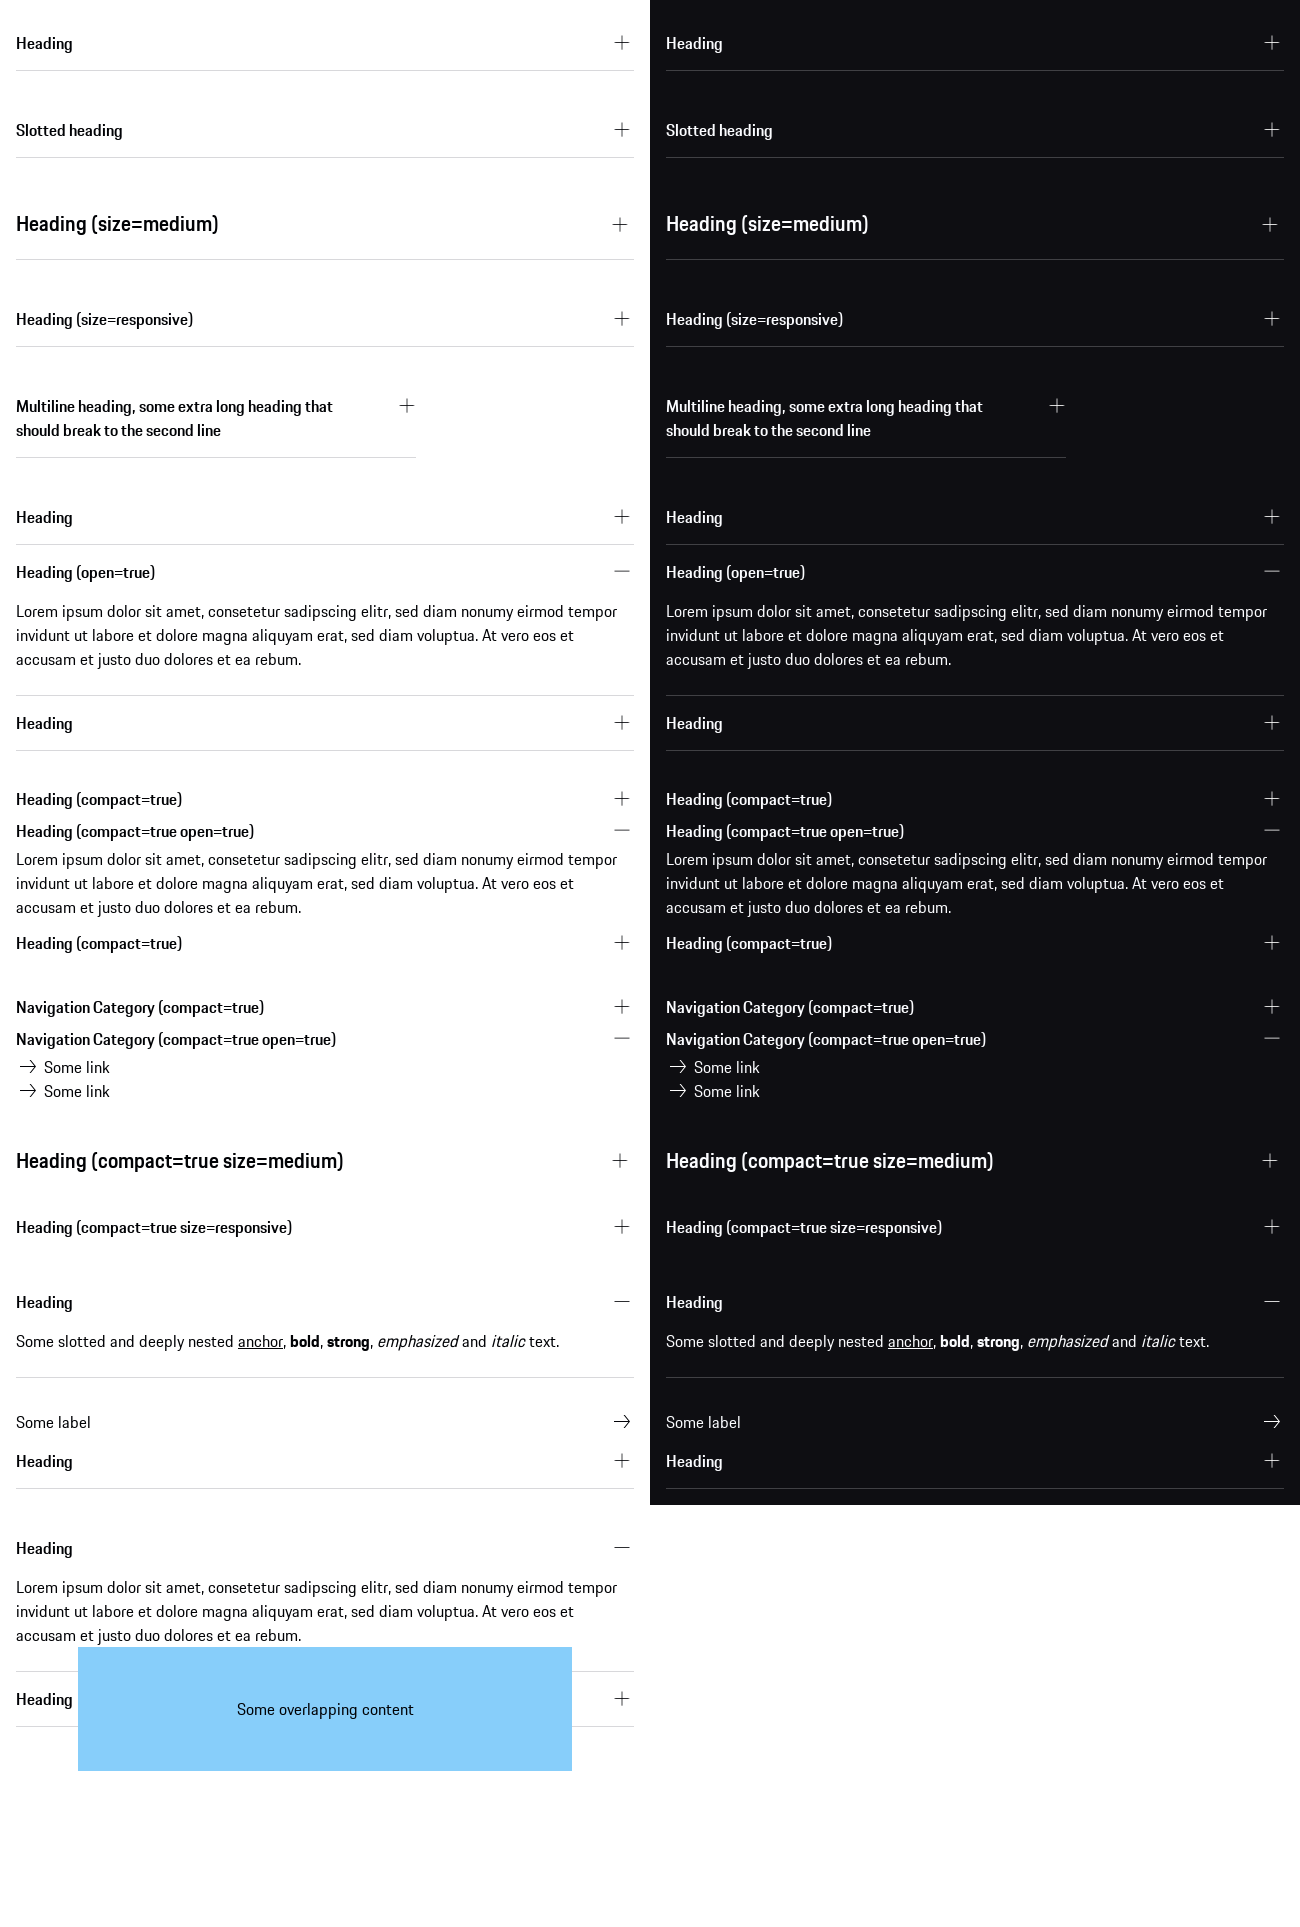 Heading
Slotted heading
Heading (size=medium)
Heading (size=responsive)
Multiline heading, some extra long heading that
should break to the second line
Heading
Heading (open=true)
Lorem ipsum dolor sit amet, consetetur sadipscing elitr, sed diam nonumy eirmod tempor
invidunt ut labore et dolore magna aliquyam erat, sed diam voluptua. At vero eos et
accusam et justo duo dolores et ea rebum.
Heading
Heading (compact=true)
Heading (compact=true open=true)
Lorem ipsum dolor sit amet, consetetur sadipscing elitr, sed diam nonumy eirmod tempor
invidunt ut labore et dolore magna aliquyam erat, sed diam voluptua. At vero eos et
accusam et justo duo dolores et ea rebum.
Heading (compact=true)
Navigation Category (compact=true)
Navigation Category (compact=true open=true)
Some link
Some link
Heading (compact=true size=medium)
Heading (compact=true size=responsive)
Heading
Some slotted and deeply nested anchor, bold, strong, emphasized and italic text.
Some label
Heading
Heading
Lorem ipsum dolor sit amet, consetetur sadipscing elitr, sed diam nonumy eirmod tempor
invidunt ut labore et dolore magna aliquyam erat, sed diam voluptua. At vero eos et
accusam et justo duo dolores et ea rebum.
Heading
Some overlapping content
Heading
Slotted heading
Heading (size=medium)
Heading (size=responsive)
Multiline heading, some extra long heading that
should break to the second line
Heading
Heading (open=true)
Lorem ipsum dolor sit amet, consetetur sadipscing elitr, sed diam nonumy eirmod tempor
invidunt ut labore et dolore magna aliquyam erat, sed diam voluptua. At vero eos et
accusam et justo duo dolores et ea rebum.
Heading
Heading (compact=true)
Heading (compact=true open=true)
Lorem ipsum dolor sit amet, consetetur sadipscing elitr, sed diam nonumy eirmod tempor
invidunt ut labore et dolore magna aliquyam erat, sed diam voluptua. At vero eos et
accusam et justo duo dolores et ea rebum.
Heading (compact=true)
Navigation Category (compact=true)
Navigation Category (compact=true open=true)
Some link
Some link
Heading (compact=true size=medium)
Heading (compact=true size=responsive)
Heading
Some slotted and deeply nested anchor, bold, strong, emphasized and italic text.
Some label
Heading